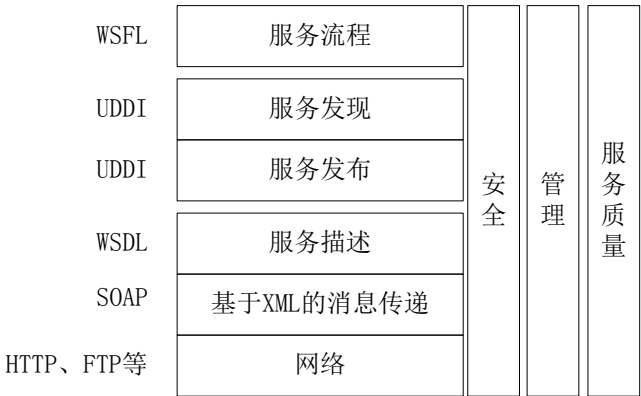 WSFL 服务流程
UDDI 服务发现
UDDI 服务发布
WSDL 服务描述
SOAP 基于XML的消息传递
HTTP、FTP等 网络
安全
管理
服务质量